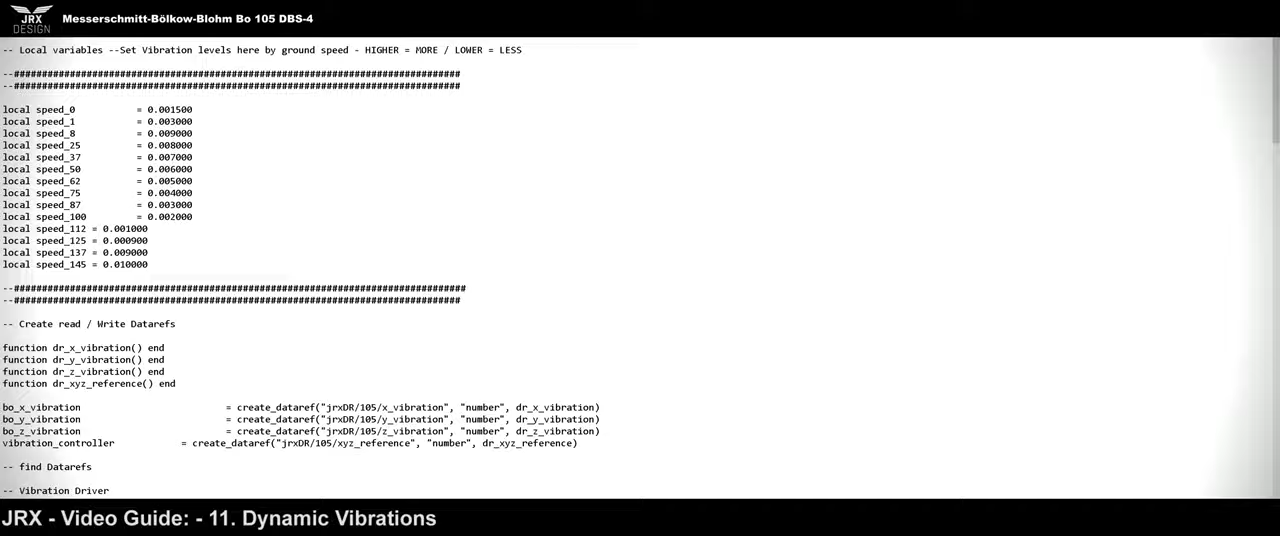 JRX
DESIGN
Messerschmitt-Bölkow-Blohm Bo 105 DBS-4
-- Local variables --Set Vibration levels here by ground speed - HIGHER = MORE / LOWER = LESS
--################################################################################
--################################################################################
local speed_0 = 0.001500
local speed_1 = 0.003000
local speed_8 = 0.009000
local speed_25 = 0.008000
local speed_37 = 0.007000
local speed_50 = 0.006000
local speed_62 = 0.005000
local speed_75 = 0.004000
local speed_87 = 0.003000
local speed_100 = 0.002000
local speed_112 = 0.001000
local speed_125 = 0.000900
local speed_137 = 0.009000
local speed_145 = 0.010000
--#################################################################################
--################################################################################
-- Create read / Write Datarefs
function dr_x_vibration() end
function dr_y_vibration() end
function dr_z_vibration() end
function dr_xyz_reference() end
bo_x_vibration = create_dataref("jrxDR/105/x_vibration", "number", dr_x_vibration)
bo_y_vibration = create_dataref("jrxDR/105/y_vibration", "number", dr_y_vibration)
bo_z_vibration = create_dataref("jrxDR/105/z_vibration", "number", dr_z_vibration)
vibration_controller = create_dataref("jrxDR/105/xyz_reference", "number", dr_xyz_reference)
-- find Datarefs
-- Vibration Driver
JRX - Video Guide: - 11. Dynamic Vibrations